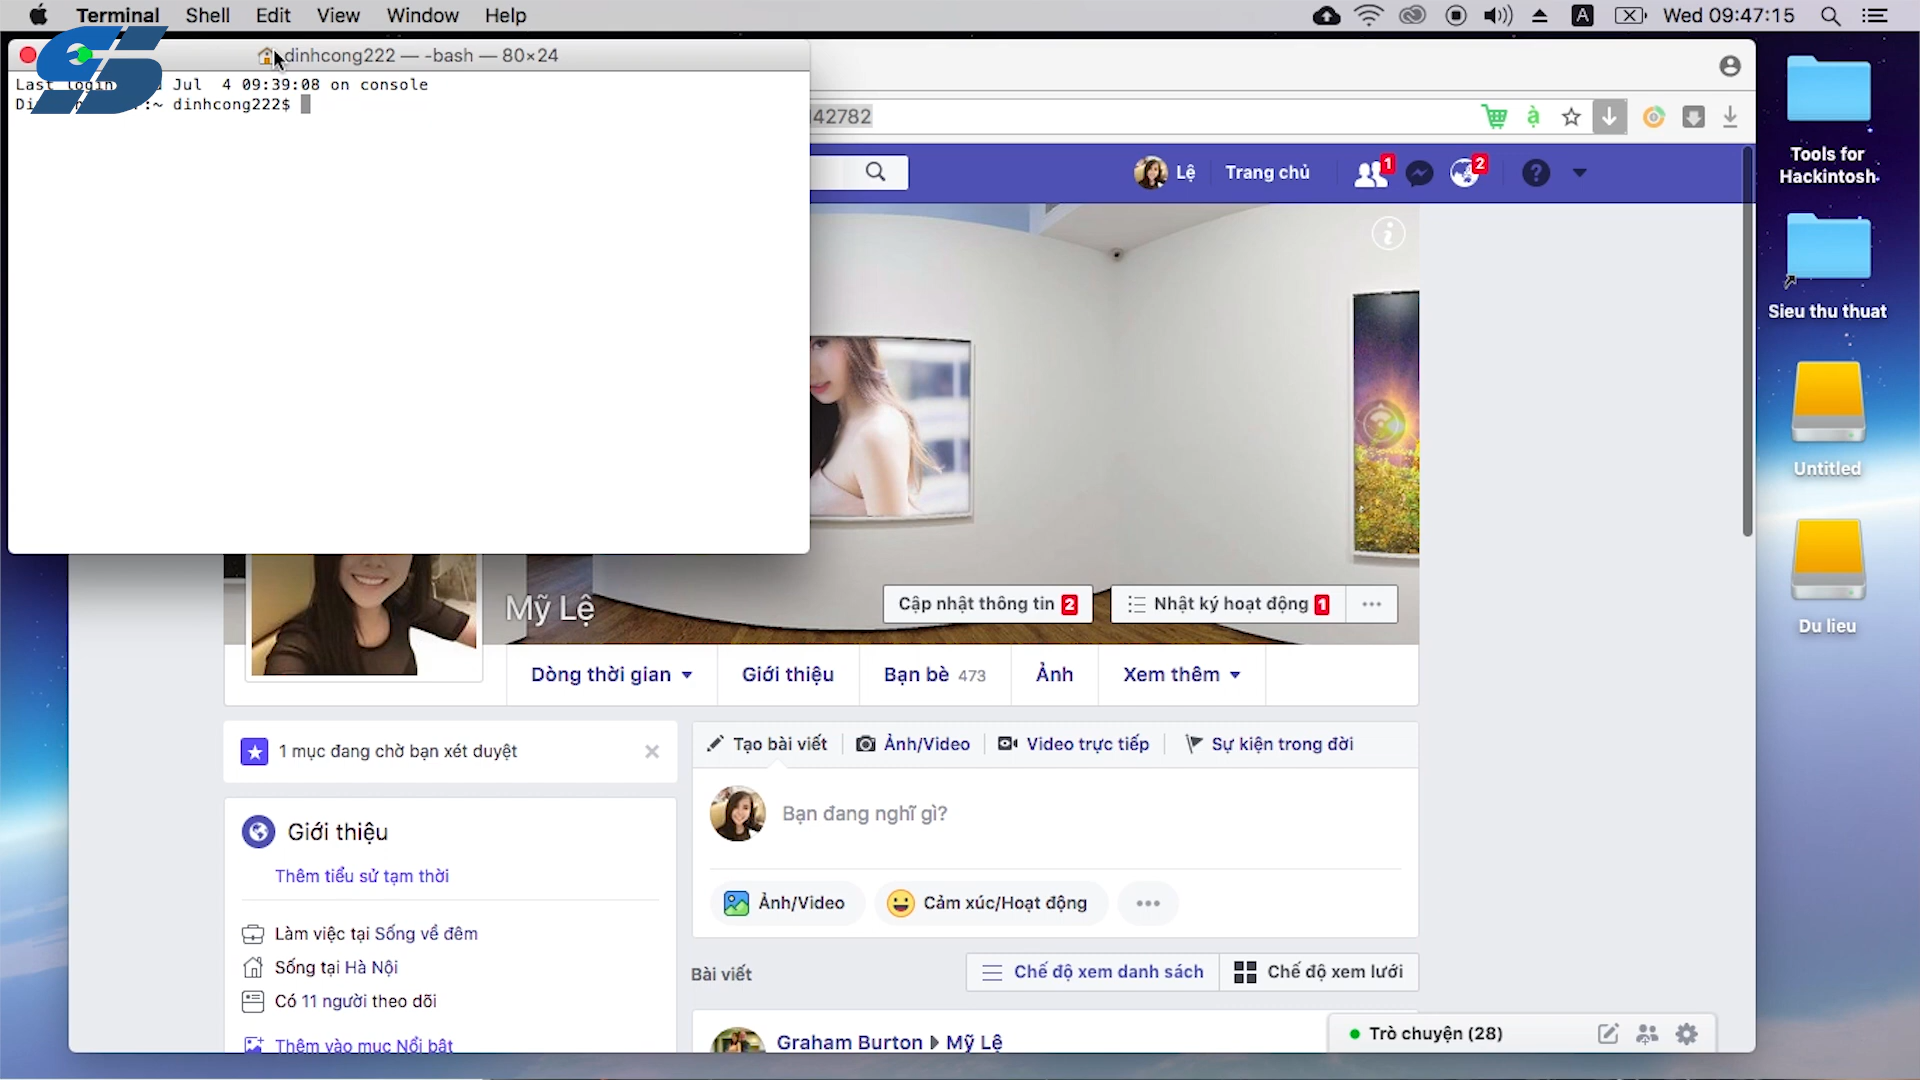 Terminal Shell Edit View Window Help
Wed 09:47:15
dinhcong222 — -bash — 80×24
Last login Jul 4 09:39:08 on console
:~ dinhcong222$
42782
Lệ Trang chủ 1 2
Mỹ Lệ
Cập nhật thông tin 2
Nhật ký hoạt động 1
Dòng thời gian
Giới thiệu
Bạn bè 473
Ảnh
Xem thêm
1 mục đang chờ bạn xét duyệt
Giới thiệu
Thêm tiểu sử tạm thời
Làm việc tại Sống về đêm
Sống tại Hà Nội
Có 11 người theo dõi
Thêm vào mục Nổi bật
Tạo bài viết
Ảnh/Video
Video trực tiếp
Sự kiện trong đời
Bạn đang nghĩ gì?
Ảnh/Video
Cảm xúc/Hoạt động
Bài viết
Chế độ xem danh sách
Chế độ xem lưới
Graham Burton Mỹ Lệ
Trò chuyện (28)
Tools for
Hackintosh
Sieu thu thuat
Untitled
Du lieu